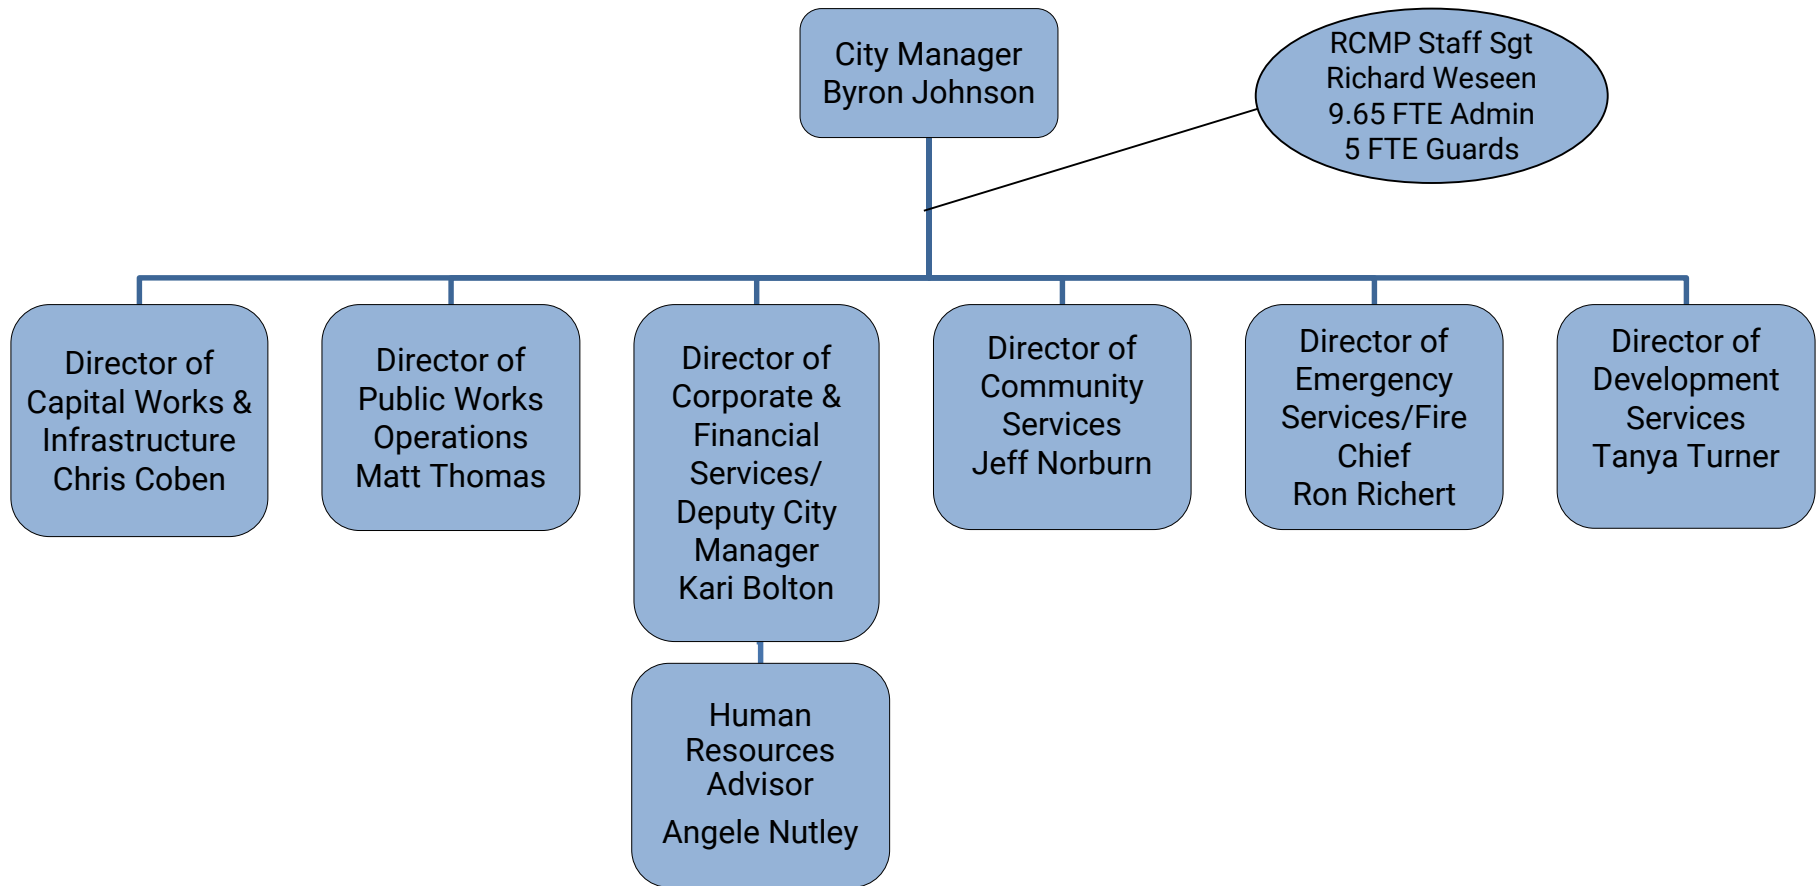 City Manager
Byron Johnson
RCMP Staff Sgt
Richard Weseen
9.65 FTE Admin
5 FTE Guards
Director of
Capital Works &
Infrastructure
Chris Coben
Director of
Public Works
Operations
Matt Thomas
Director of
Corporate &
Financial
Services/
Deputy City
Manager
Kari Bolton
Director of
Community
Services
Jeff Norburn
Director of
Emergency
Services/Fire
Chief
Ron Richert
Director of
Development
Services
Tanya Turner
Human
Resources
Advisor
Angele Nutley